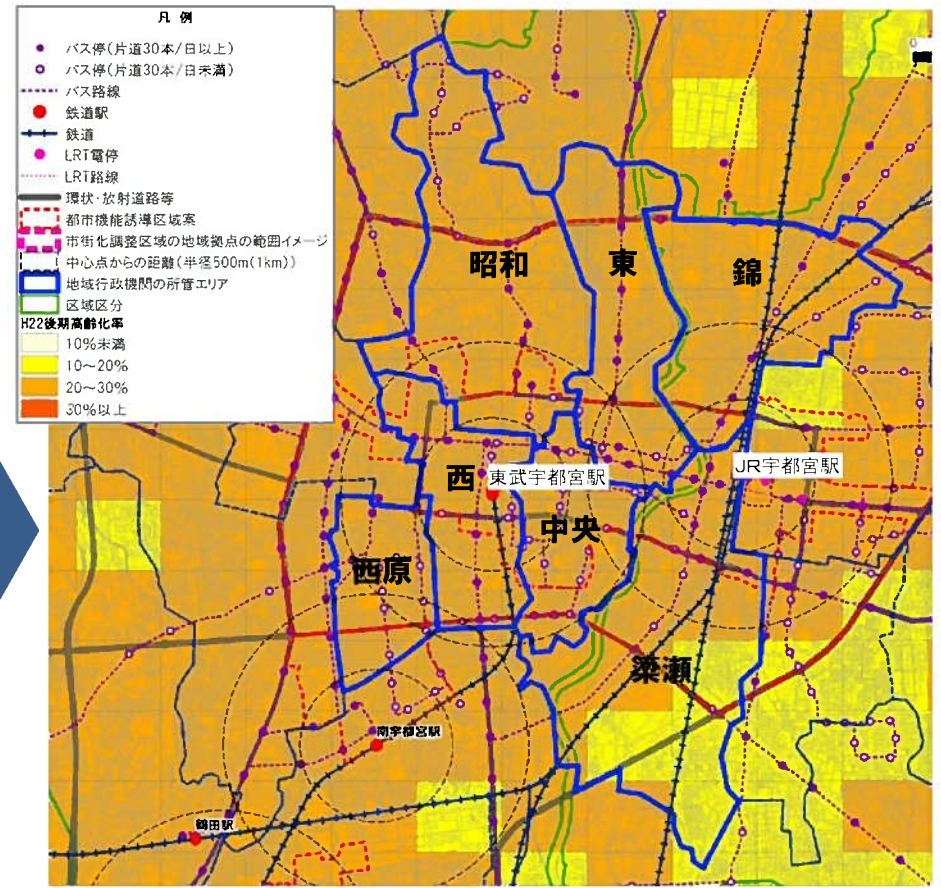 凡 例
バス停(片道30本/日以上)
バス停(片道30本/日未満)
バス路線
鉄道駅
鉄道
LRT電停
LRT路線
環状・放射道路等
都市機能誘導区域案
市街化調整区域の地域拠点の範囲イメージ
中心点からの距離(半径500m(1km))
地域行政機関の所管エリア
区域区分
H22後期高齢化率
10%未満
10～20%
20～30%
30%以上
0
昭和
東
錦
西
東武宇都宮駅
JR宇都宮駅
中央
西原
簗瀬
南宇都宮駅
鶴田駅